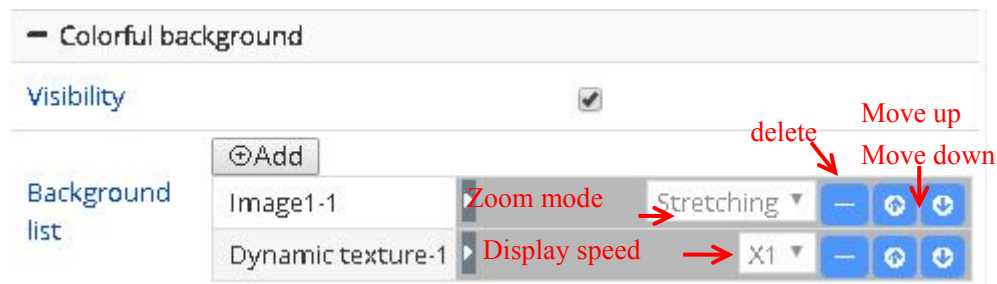 Colorful background
Visibility
Move up
delete
Move down
⊕Add
Background list
Image1-1
Zoom mode
Stretching
Dynamic texture-1
Display speed
X1